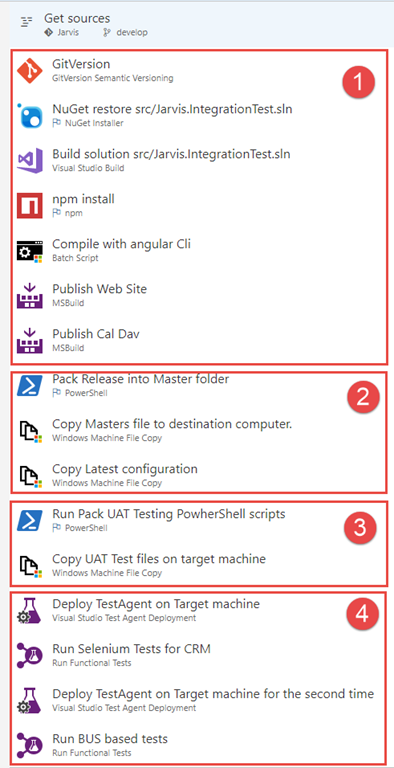 Get sources
Jarvis develop
GitVersion
GitVersion Semantic Versioning
1
NuGet restore src/Jarvis.IntegrationTest.sln
NuGet Installer
Build solution src/Jarvis.IntegrationTest.sln
Visual Studio Build
npm install
npm
Compile with angular Cli
Batch Script
Publish Web Site
MSBuild
Publish Cal Dav
MSBuild
Pack Release into Master folder
PowerShell
2
Copy Masters file to destination computer.
Windows Machine File Copy
Copy Latest configuration
Windows Machine File Copy
Run Pack UAT Testing PowherShell scripts
PowerShell
3
Copy UAT Test files on target machine
Windows Machine File Copy
Deploy TestAgent on Target machine
Visual Studio Test Agent Deployment
4
Run Selenium Tests for CRM
Run Functional Tests
Deploy TestAgent on Target machine for the second time
Visual Studio Test Agent Deployment
Run BUS based tests
Run Functional Tests